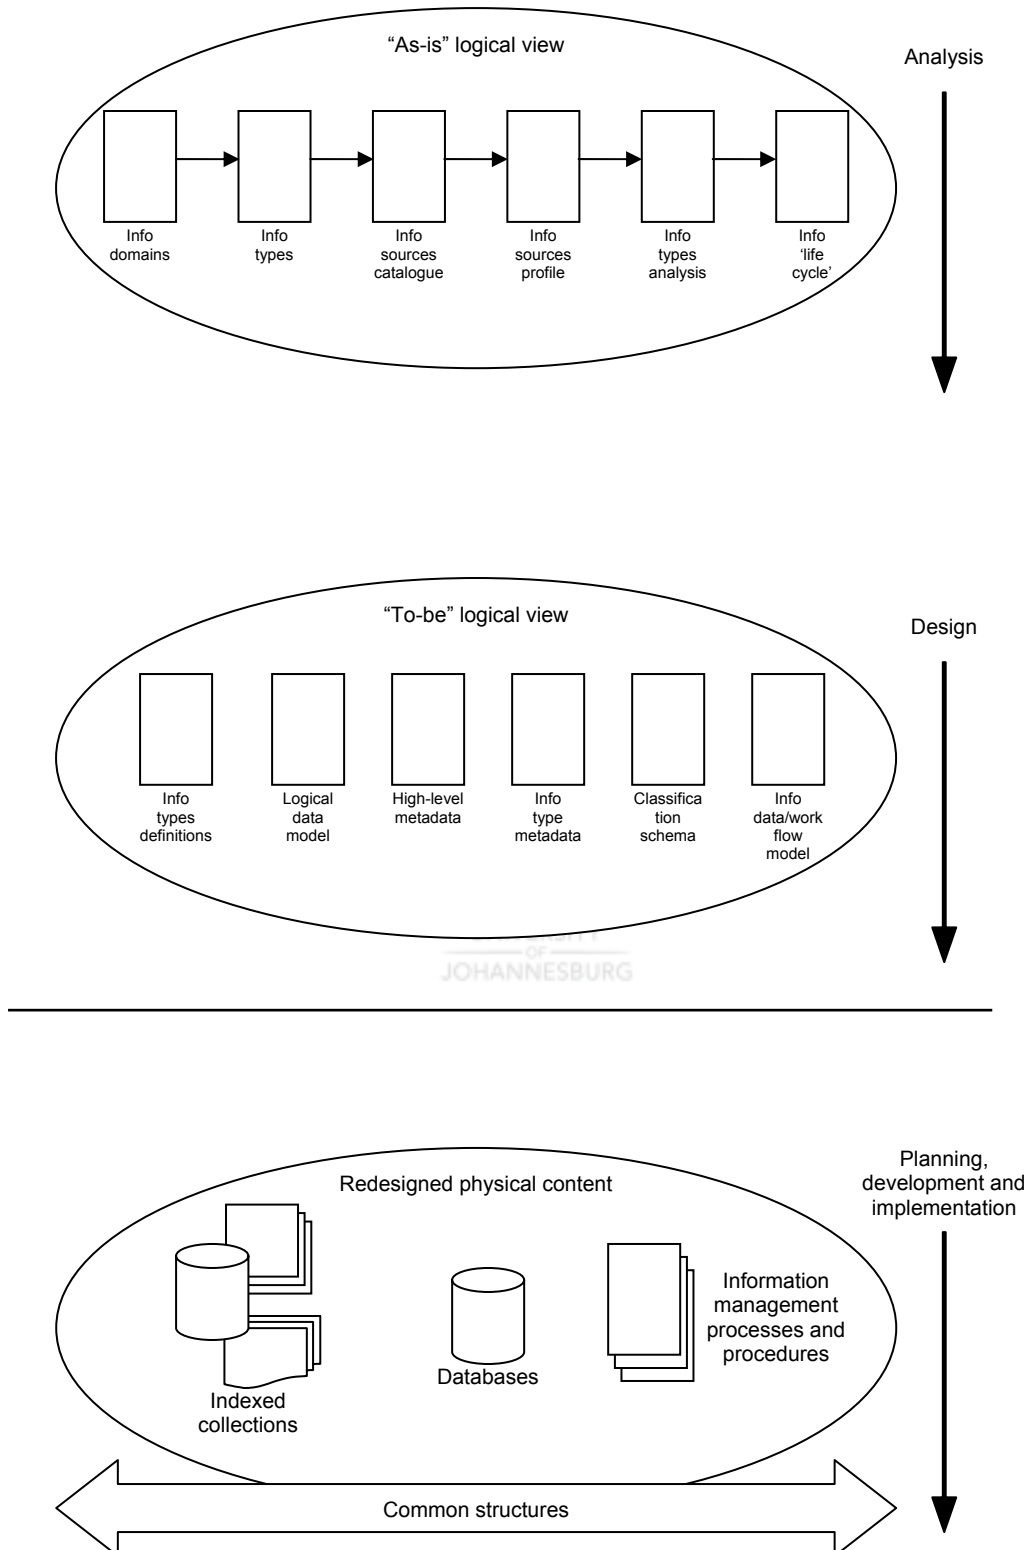 “As-is” logical view
Analysis
Info
domains
Info
types
Info
sources
catalogue
Info
sources
profile
Info
types
analysis
Info
‘life
cycle’
“To-be” logical view
Design
Info
types
definitions
Logical
data
model
High-level
metadata
Info
type
metadata
Classifica
tion
schema
Info
data/work
flow
model
OF
JOHANNESBURG
Planning,
development and
implementation
Redesigned physical content
Indexed
collections
Databases
Information
management
processes and
procedures
Common structures